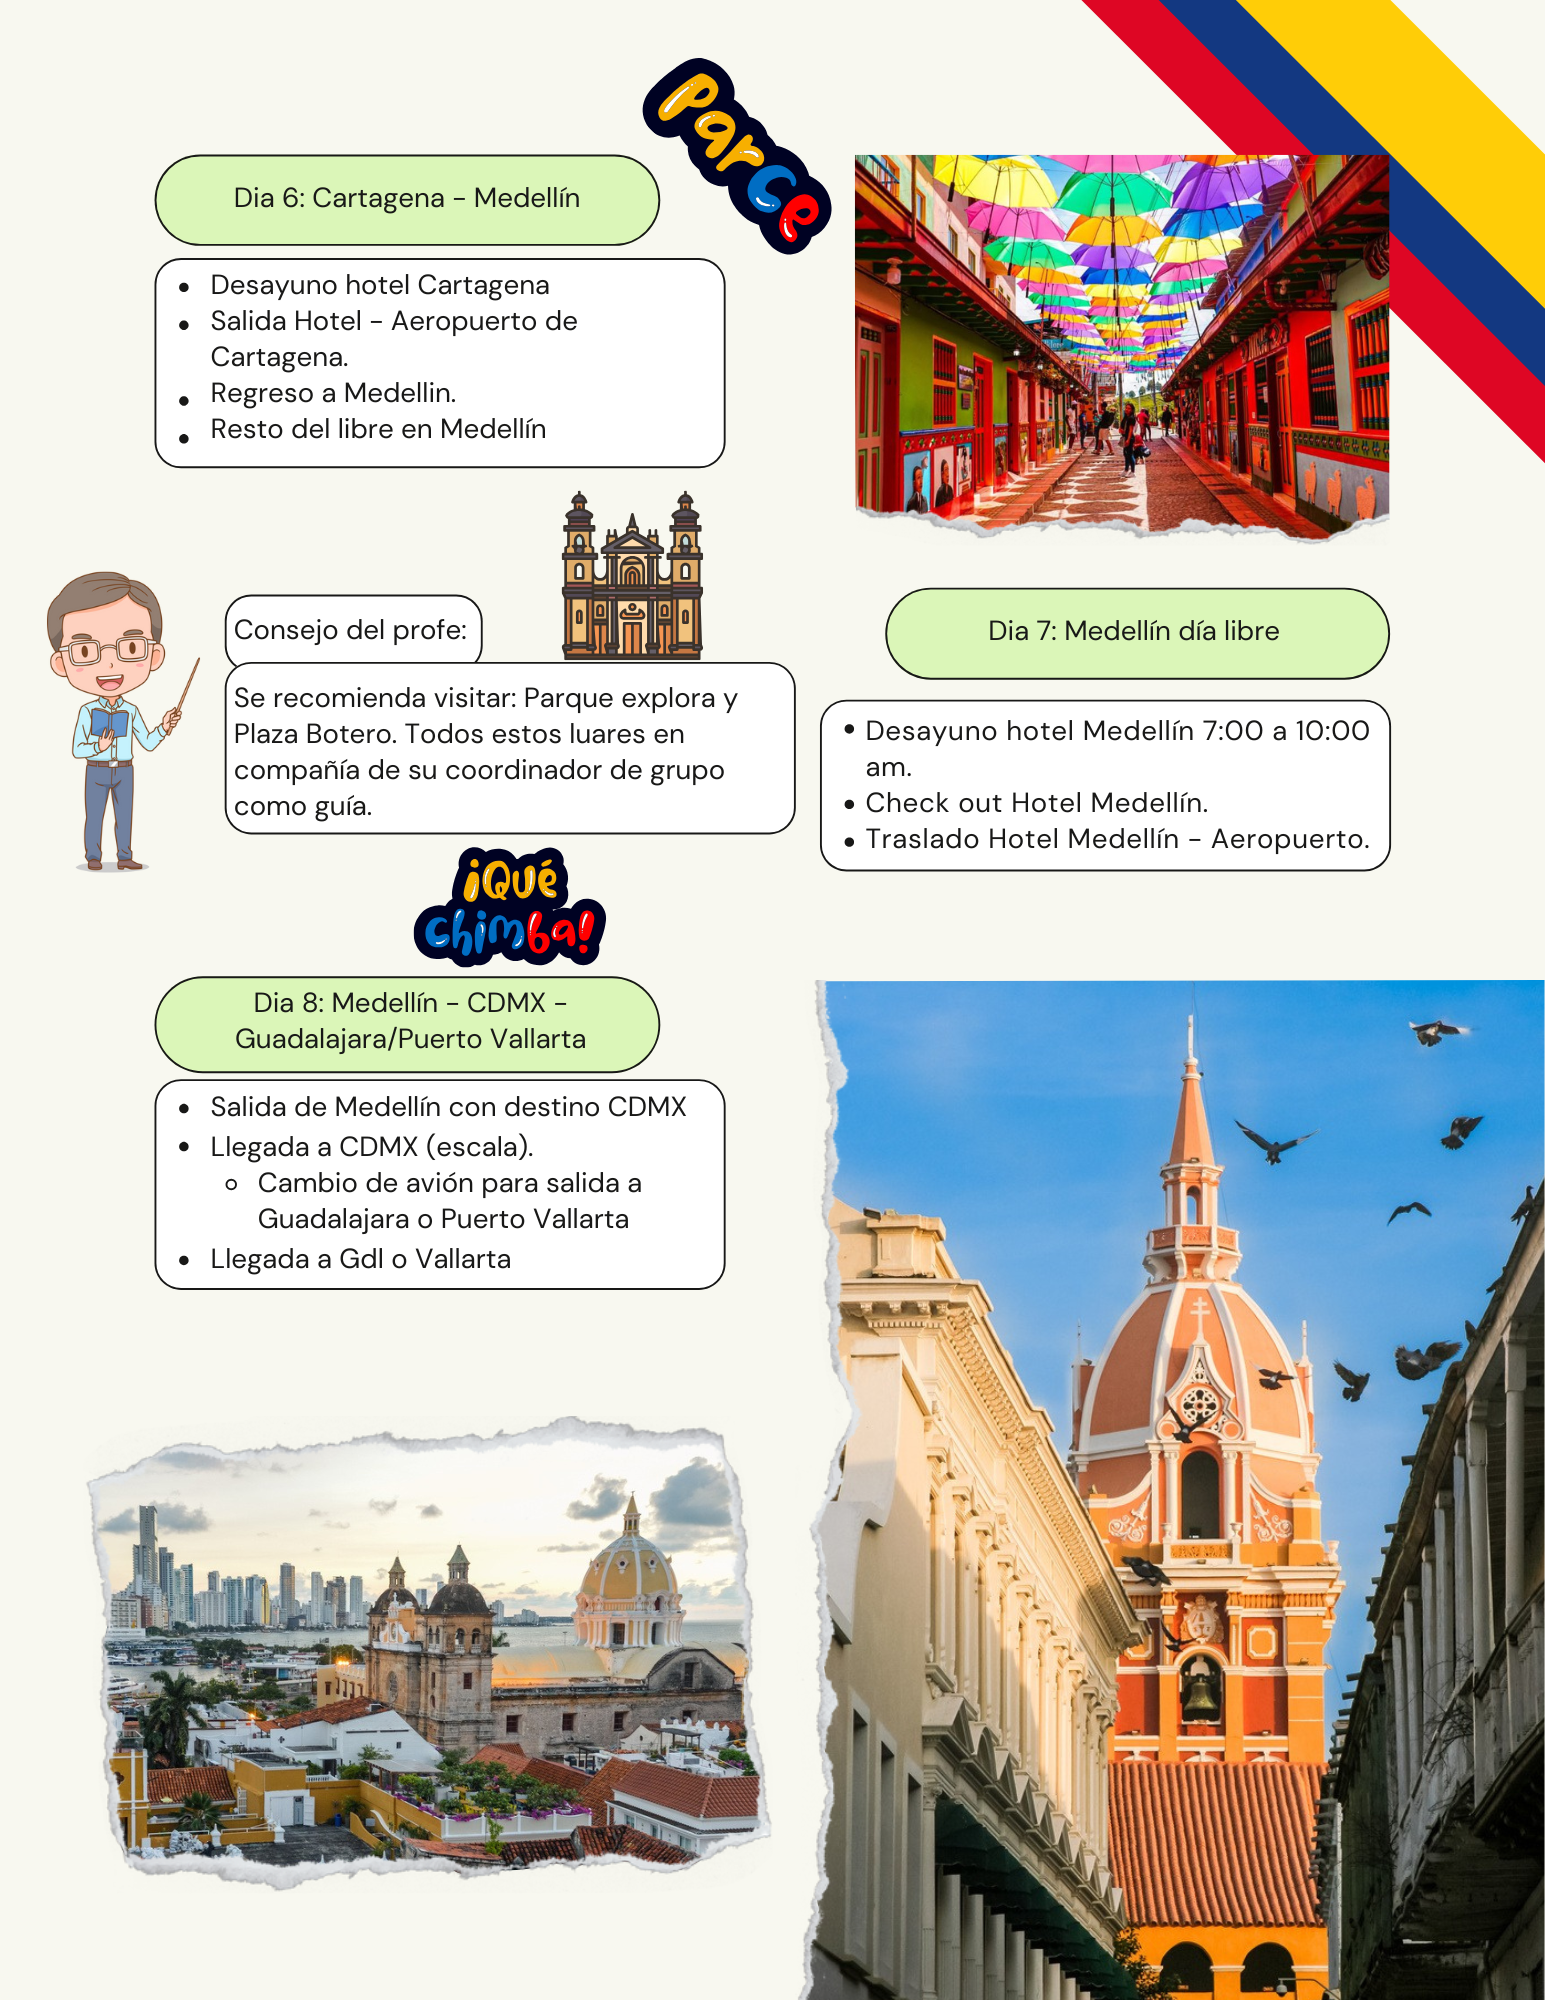 Parce
Dia 6: Cartagena - Medellín
Desayuno hotel Cartagena
Salida Hotel - Aeropuerto de
Cartagena.
Regreso a Medellin.
Resto del libre en Medellín
Consejo del profe:
Se recomienda visitar: Parque explora y
Plaza Botero. Todos estos luares en
compañía de su coordinador de grupo
como guía.
Dia 7: Medellín día libre
Desayuno hotel Medellín 7:00 a 10:00
am.
Check out Hotel Medellín.
Traslado Hotel Medellín - Aeropuerto.
¡Qué
chimba!
Dia 8: Medellín - CDMX -
Guadalajara/Puerto Vallarta
Salida de Medellín con destino CDMX
Llegada a CDMX (escala).
Cambio de avión para salida a
Guadalajara o Puerto Vallarta
Llegada a Gdl o Vallarta